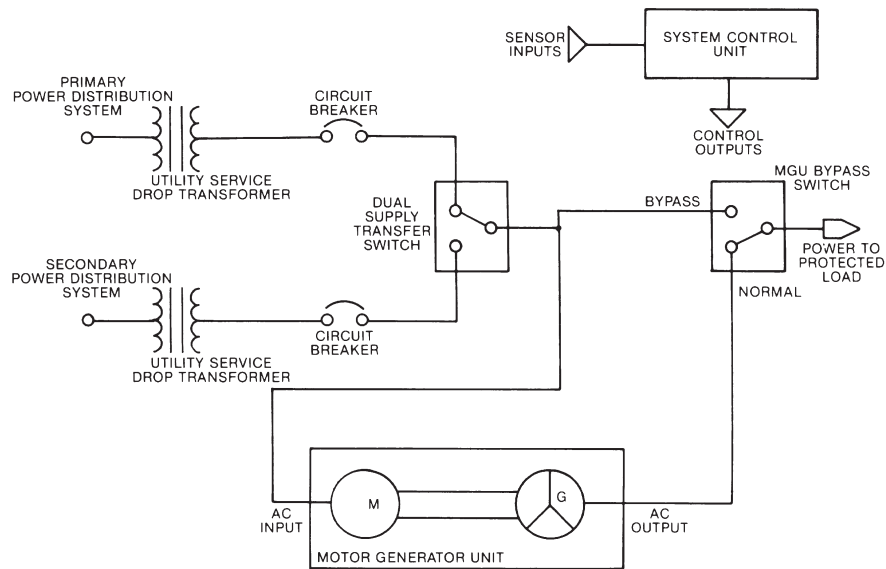 SENSOR
INPUTS
SYSTEM CONTROL
UNIT
CONTROL
OUTPUTS
PRIMARY
POWER DISTRIBUTION
SYSTEM
UTILITY SERVICE
DROP TRANSFORMER
CIRCUIT
BREAKER
DUAL
SUPPLY
TRANSFER
SWITCH
BYPASS
MGU BYPASS
SWITCH
POWER TO
PROTECTED
LOAD
NORMAL
SECONDARY
POWER DISTRIBUTION
SYSTEM
UTILITY SERVICE
DROP TRANSFORMER
CIRCUIT
BREAKER
AC
INPUT
M
G
AC
OUTPUT
MOTOR GENERATOR UNIT